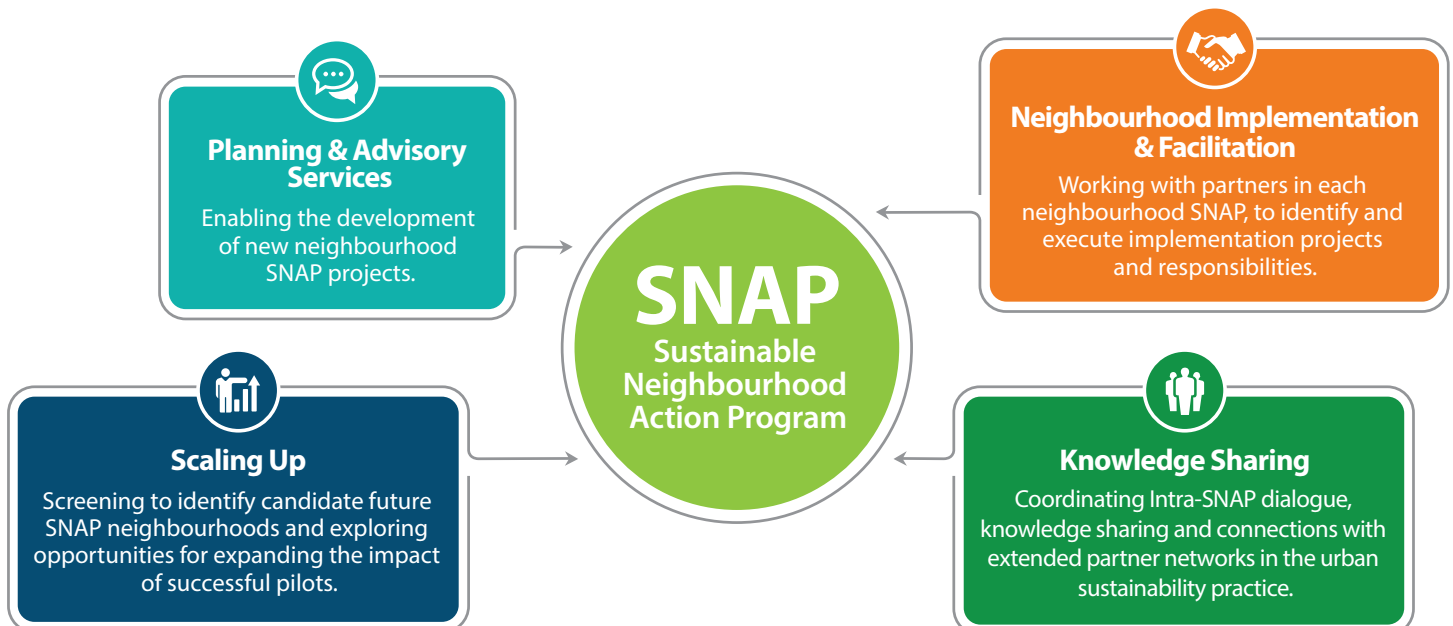 Planning & Advisory
Services
Enabling the development
of new neighbourhood
SNAP projects.
Neighbourhood Implementation
& Facilitation
Working with partners in each
neighbourhood SNAP, to identify and
execute implementation projects
and responsibilities.
SNAP
Sustainable
Neighbourhood
Action Program
Scaling Up
Screening to identify candidate future
SNAP neighbourhoods and exploring
opportunities for expanding the impact
of successful pilots.
Knowledge Sharing
Coordinating Intra-SNAP dialogue,
knowledge sharing and connections with
extended partner networks in the urban
sustainability practice.